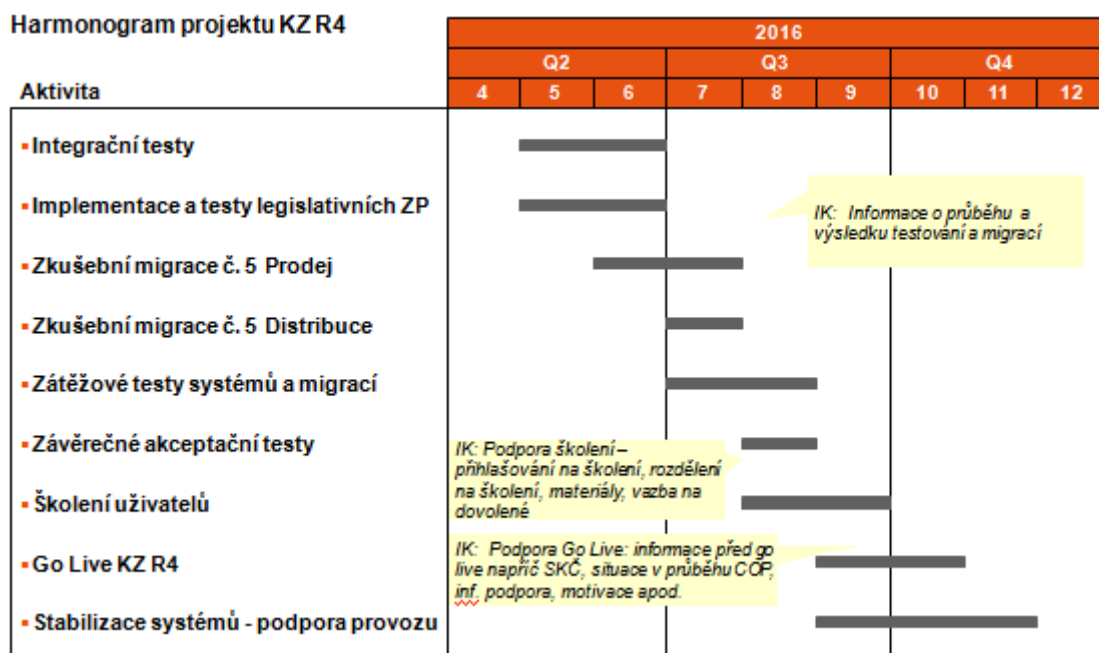 Harmonogram projektu KZ R4
2016
Q2 Q3 Q4
Aktivita
4 5 6 7 8 9 10 11 12
Integrační testy
Implementace a testy legislativních ZP
IK: Informace o průběhu a
výsledku testování a migrací
Zkušební migrace č. 5 Prodej
Zkušební migrace č. 5 Distribuce
Zátěžové testy systémů a migrací
Závěrečné akceptační testy
IK: Podpora školení –
přihlašování na školení, rozdělení
na školení, materiály, vazba na
dovolené
Školení uživatelů
Go Live KZ R4
IK: Podpora Go Live: informace před go
live napříč SKČ, situace v průběhu COP,
inf. podpora, motivace apod.
Stabilizace systémů - podpora provozu